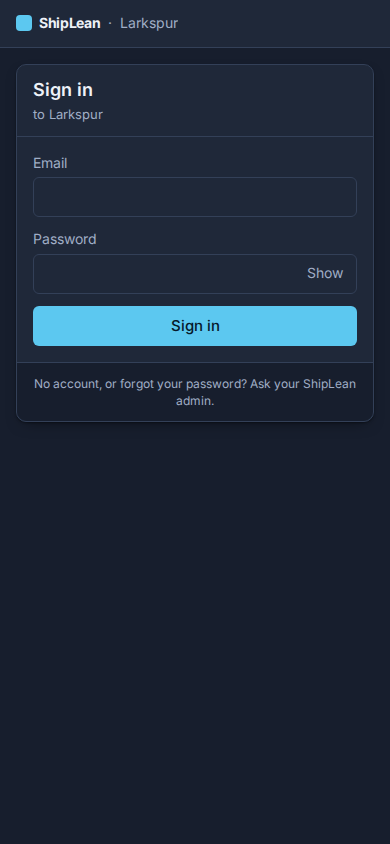 ShipLean · Larkspur
Sign in
to Larkspur
Email
Password
Show
Sign in
No account, or forgot your password? Ask your ShipLean
admin.